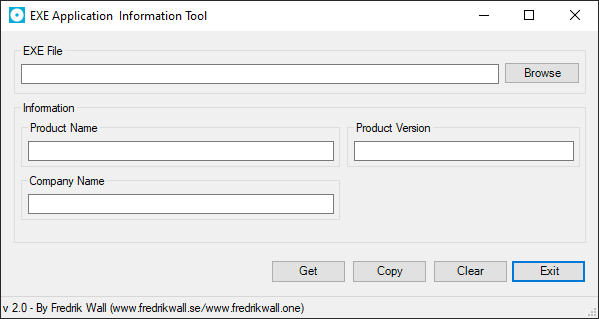 EXE Application  Information Tool
EXE File
Browse
Information
Product Name
Product Version
Company Name
Get
Copy
Clear
Exit
v 2.0 - By Fredrik Wall (www.fredrikwall.se/www.fredrikwall.one)